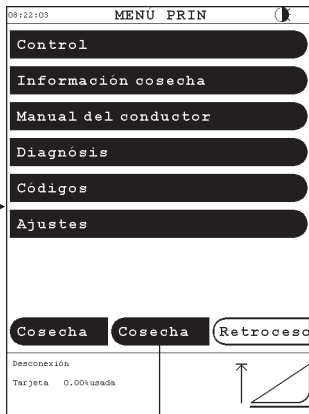 08:22:03 MENÚ PRIN
Control
Información cosecha
Manual del conductor
Diagnósis
Códigos
Ajustes
Cosecha Cosecha Retroceso
Desconexión
Tarjeta 0.00%usada